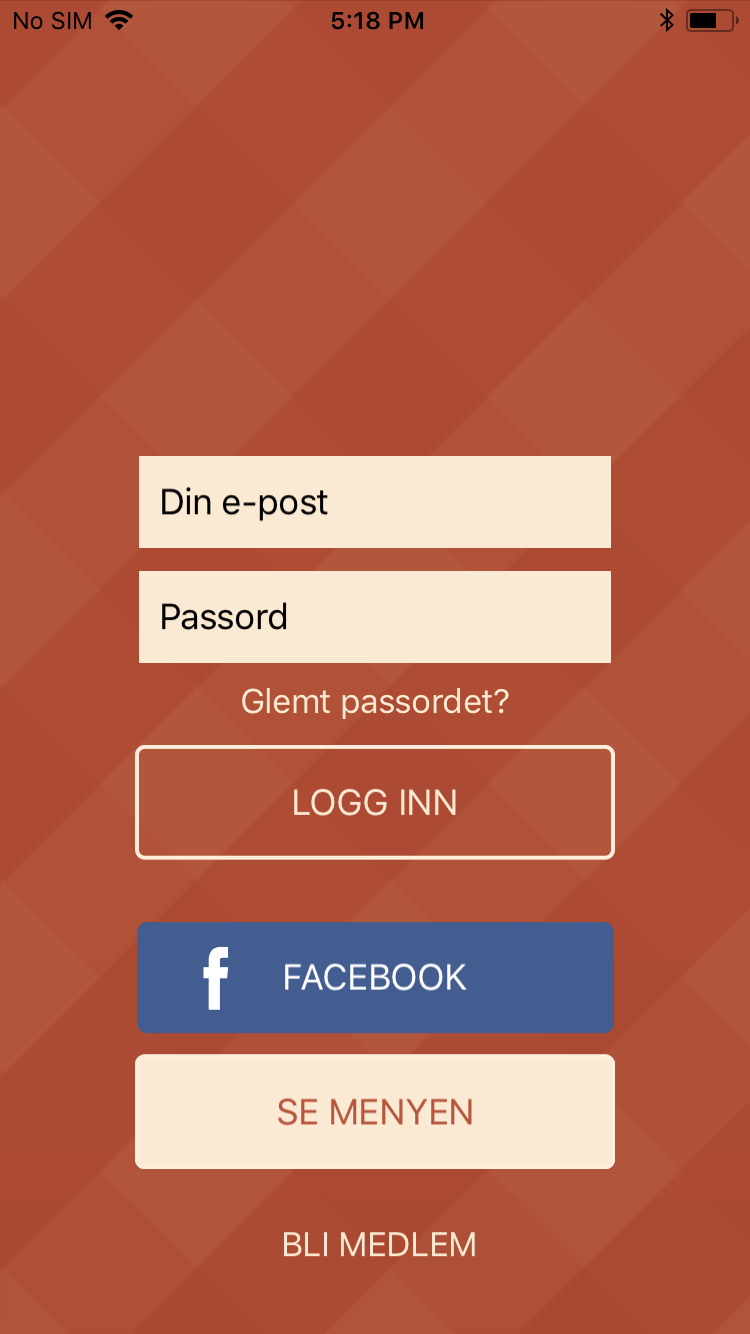 No SIM 5:18 PM
Din e-post
Passord
Glemt passordet?
LOGG INN
f FACEBOOK
SE MENYEN
BLI MEDLEM